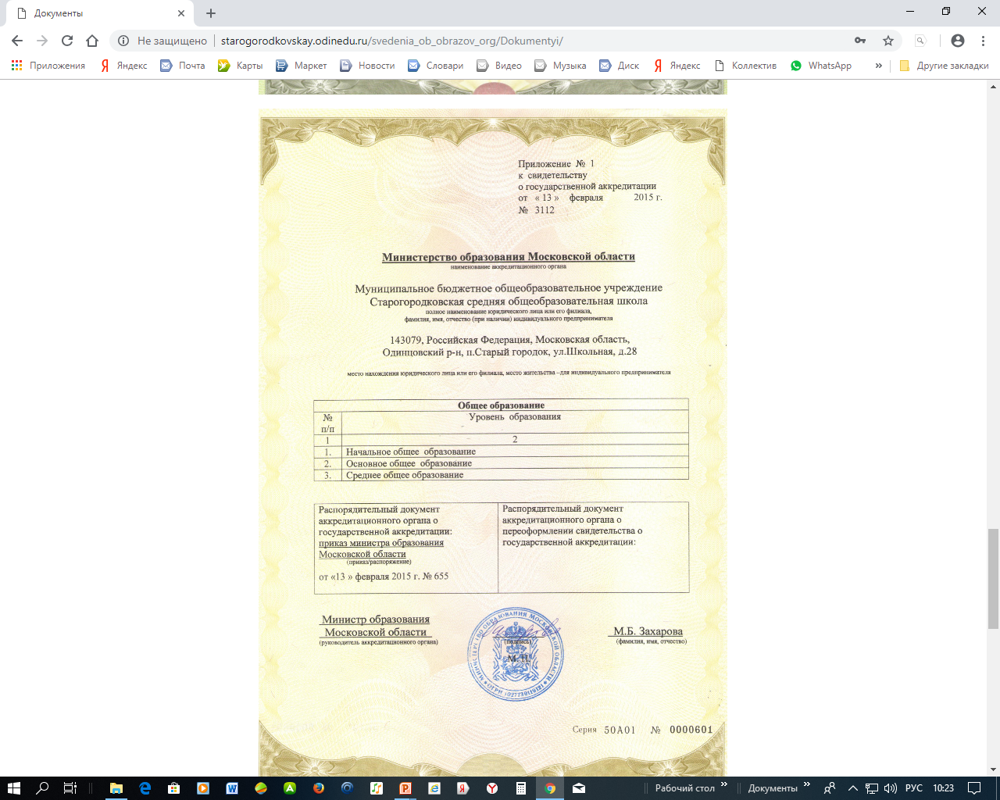 Документы
Не защищено
starogorodkovskay.odinedu.ru/svedenia_ob_obrazov_org/Dokumentyi/
Приложения Яндекс Почта Карты Маркет Новости Словари Видео Музыка Диск Яндекс Коллектив WhatsApp » Другие закладки
Приложение № 1
к свидетельству
о государственной аккредитации
от « 13 » февраля 2015 г.
№ 3112
Министерство образования Московской области
наименование аккредитационного органа
Муниципальное бюджетное общеобразовательное учреждение
Старогородковская средняя общеобразовательная школа
полное наименование юридического лица или его филиала,
фамилия, имя, отчество (при наличии) индивидуального предпринимателя
143079, Российская Федерация, Московская область,
Одинцовский р-н, п.Старый городок, ул.Школьная, д.28
место нахождения юридического лица или его филиала, место жительства –для индивидуального предпринимателя
Общее образование
№ п/п Уровень образования
1 2
1. Начальное общее образование
2. Основное общее образование
3. Среднее общее образование
Распорядительный документ
аккредитационного органа о
государственной аккредитации:
приказ министра образования
Московской области
(приказ/распоряжение)
от «13 » февраля 2015 г. № 655
Распорядительный документ
аккредитационного органа о
переоформлении свидетельства о
государственной аккредитации:
Министр образования
Московской области
(руководитель аккредитационного органа)
(подпись)
М. П.
М.Б. Захарова
(фамилия, имя, отчество)
Серия 50А01 № 0000601
Рабочий стол » Документы » РУС 10:23